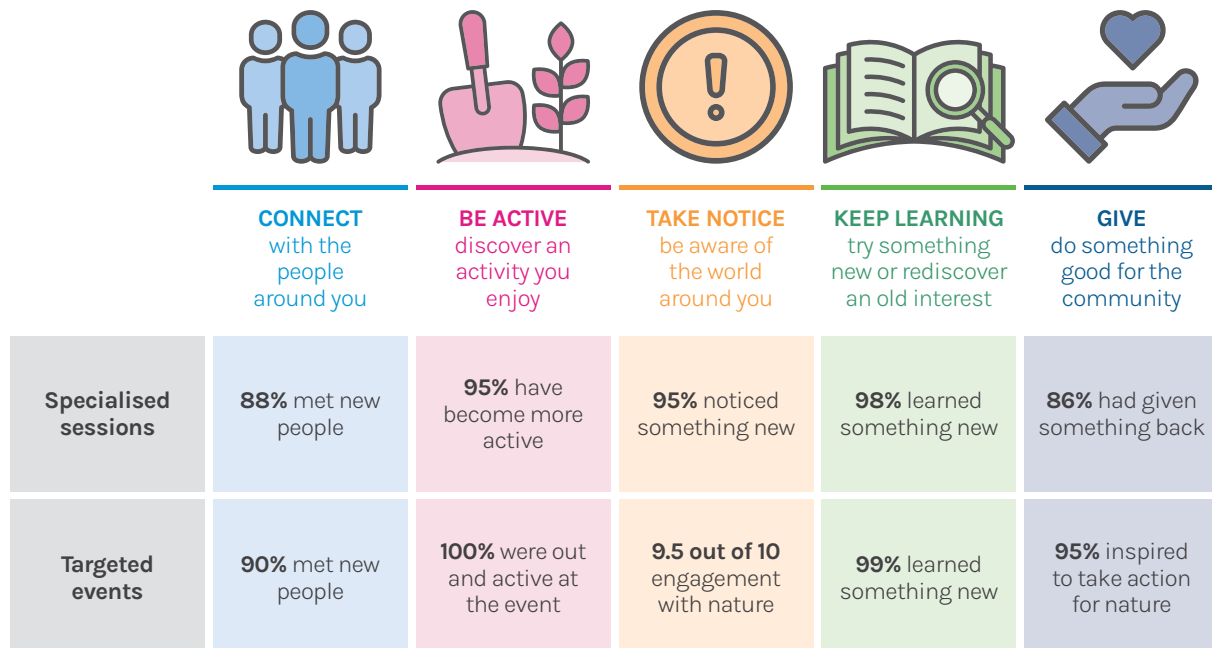 CONNECT
with the
people
around you
BE ACTIVE
discover an
activity you
enjoy
TAKE NOTICE
be aware of
the world
around you
KEEP LEARNING
try something
new or rediscover
an old interest
GIVE
do something
good for the
community
Specialised
sessions
88% met new
people
95% have
become more
active
95% noticed
something new
98% learned
something new
86% had given
something back
Targeted
events
90% met new
people
100% were out
and active at
the event
9.5 out of 10
engagement
with nature
99% learned
something new
95% inspired
to take action
for nature